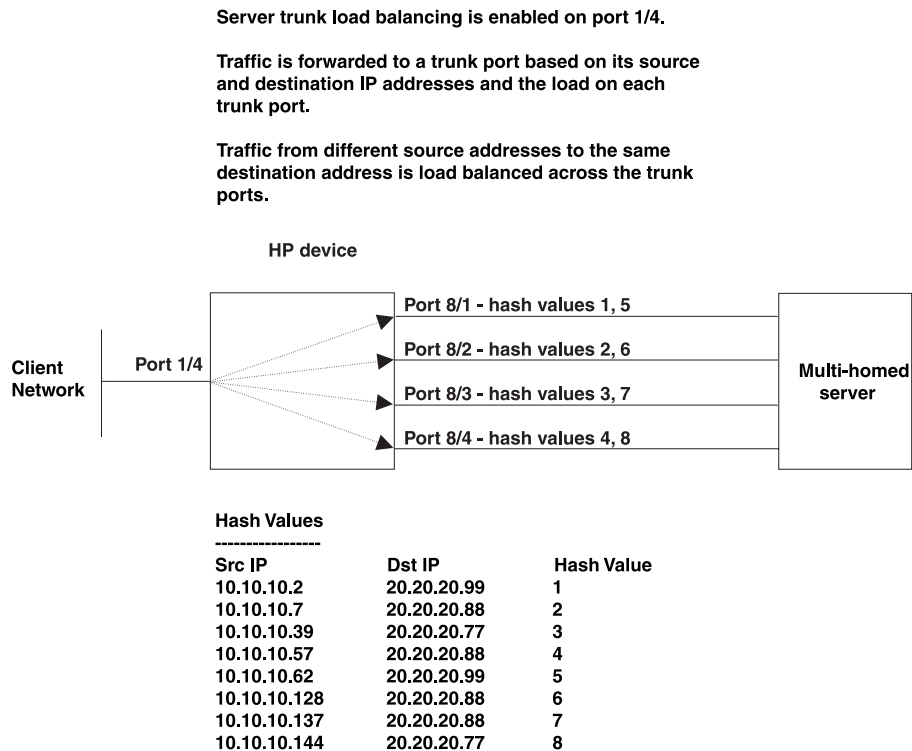 Server trunk load balancing is enabled on port 1/4.
Traffic is forwarded to a trunk port based on its source
and destination IP addresses and the load on each
trunk port.
Traffic from different source addresses to the same
destination address is load balanced across the trunk
ports.
HP device
Client
Network
Port 1/4
Port 8/1 - hash values 1, 5
Port 8/2 - hash values 2, 6
Port 8/3 - hash values 3, 7
Port 8/4 - hash values 4, 8
Multi-homed
server
Hash Values
-----------------
Src IP Dst IP Hash Value
10.10.10.2 20.20.20.99 1
10.10.10.7 20.20.20.88 2
10.10.10.39 20.20.20.77 3
10.10.10.57 20.20.20.88 4
10.10.10.62 20.20.20.99 5
10.10.10.128 20.20.20.88 6
10.10.10.137 20.20.20.88 7
10.10.10.144 20.20.20.77 8